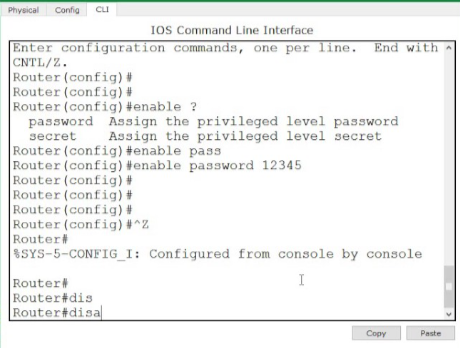 Physical Config CLI
IOS Command Line Interface
Enter configuration commands, one per line.  End with
CNTL/Z.
Router(config)#
Router(config)#
Router(config)#enable ?
  password  Assign the privileged level password
  secret    Assign the privileged level secret
Router(config)#enable pass
Router(config)#enable password 12345
Router(config)#
Router(config)#
Router(config)#
Router(config)#^Z
Router#
%SYS-5-CONFIG_I: Configured from console by console

Router#
Router#dis
Router#disa
Copy Paste